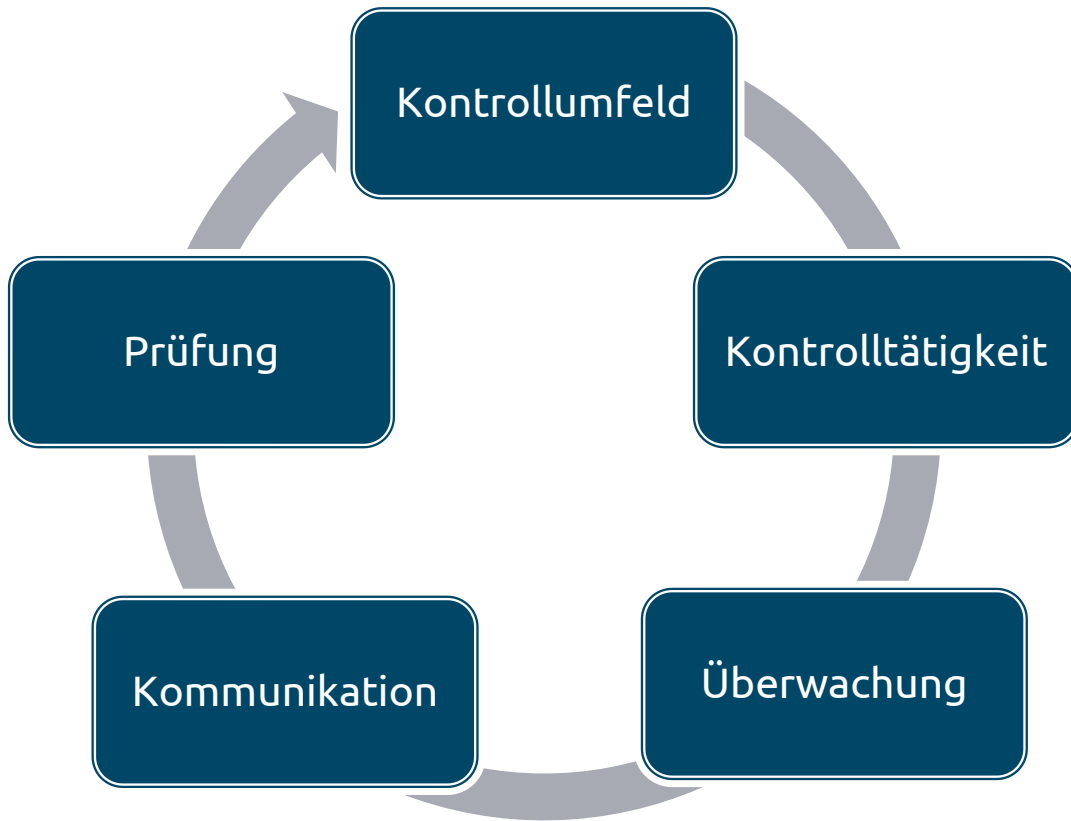 Kontrollumfeld
Kontrolltätigkeit
Überwachung
Kommunikation
Prüfung